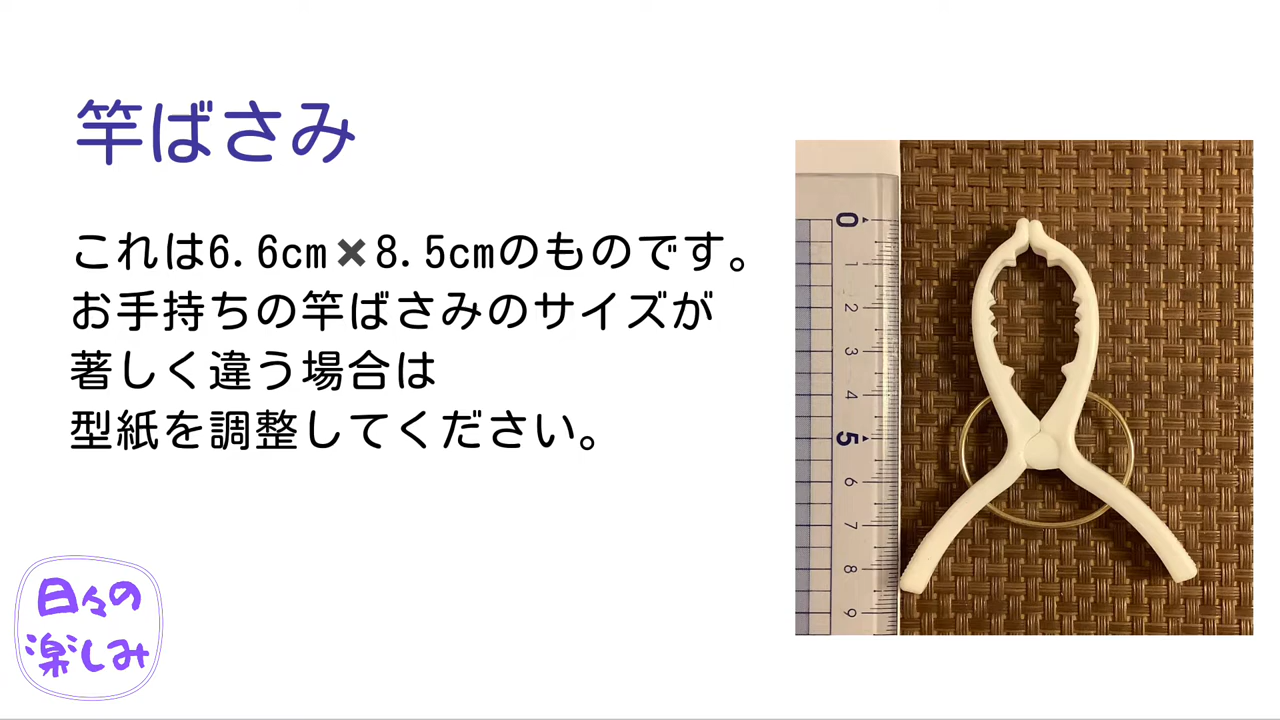 竿ばさみ
これは6.6cm✖8.5cmのものです。
お手持ちの竿ばさみのサイズが
著しく違う場合は
型紙を調整してください。
日々の
楽しみ
0
1
2
3
4
5
6
7
8
9